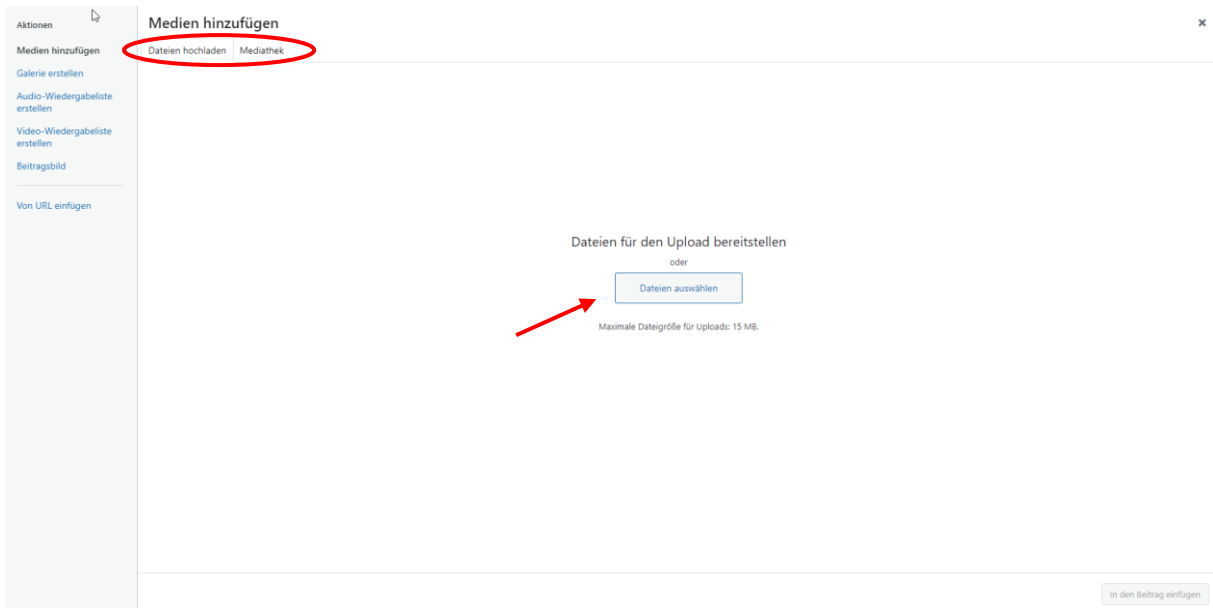 Aktionen
Medien hinzufügen
Galerie erstellen
Audio-Wiedergabeliste
erstellen
Video-Wiedergabeliste
erstellen
Beitragsbild
Von URL einfügen
Medien hinzufügen
Dateien hochladen Mediathek
Dateien für den Upload bereitstellen
oder
Dateien auswählen
Maximale Dateigröße für Uploads: 15 MB.
In den Beitrag einfügen